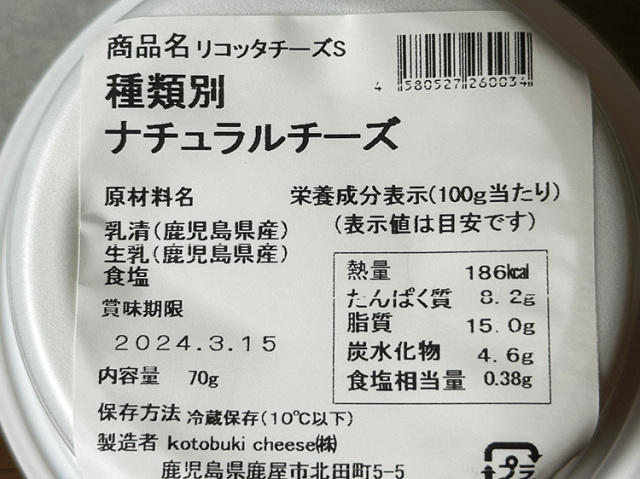 商品名 リコッタチーズS
4 580527 260034
種類別
ナチュラルチーズ
原材料名
乳清(鹿児島県産)
生乳(鹿児島県産)
食塩
賞味期限
2024.3.15
内容量 70g
栄養成分表示(100g当たり)
(表示値は目安です)
熱量 186kcal
たんぱく質 8.2g
脂質 15.0g
炭水化物 4.6g
食塩相当量 0.38g
保存方法 冷蔵保存(10℃以下)
製造者 kotobuki cheese㈱
鹿児島県鹿屋市北田町5-5
プラ